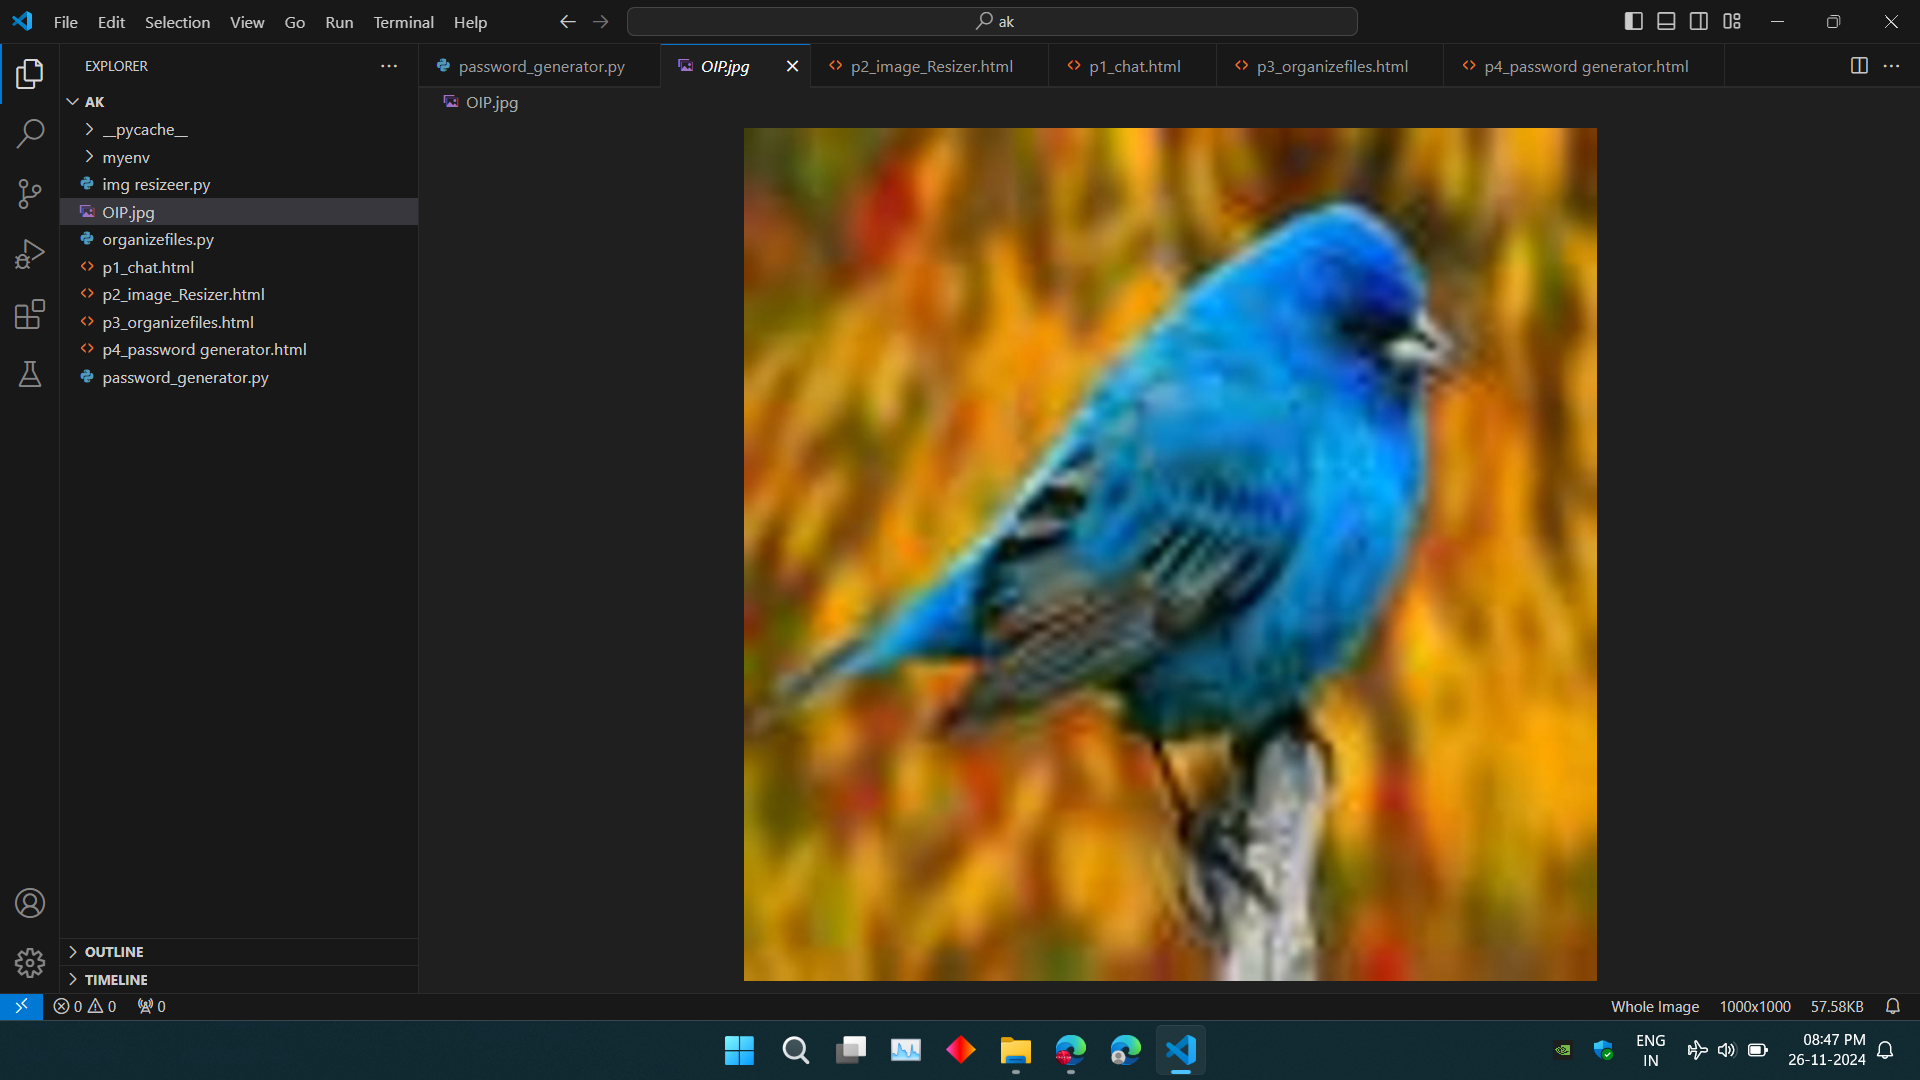 File Edit Selection View Go Run Terminal Help
ak
EXPLORER
AK
__pycache__
myenv
img resizeer.py
OIP.jpg
organizefiles.py
p1_chat.html
p2_image_Resizer.html
p3_organizefiles.html
p4_password generator.html
password_generator.py
OUTLINE
TIMELINE
password_generator.py OIP.jpg p2_image_Resizer.html p1_chat.html p3_organizefiles.html p4_password generator.html
OIP.jpg
0 0 0
Whole Image 1000x1000 57.58KB
ENG
IN
08:47 PM
26-11-2024